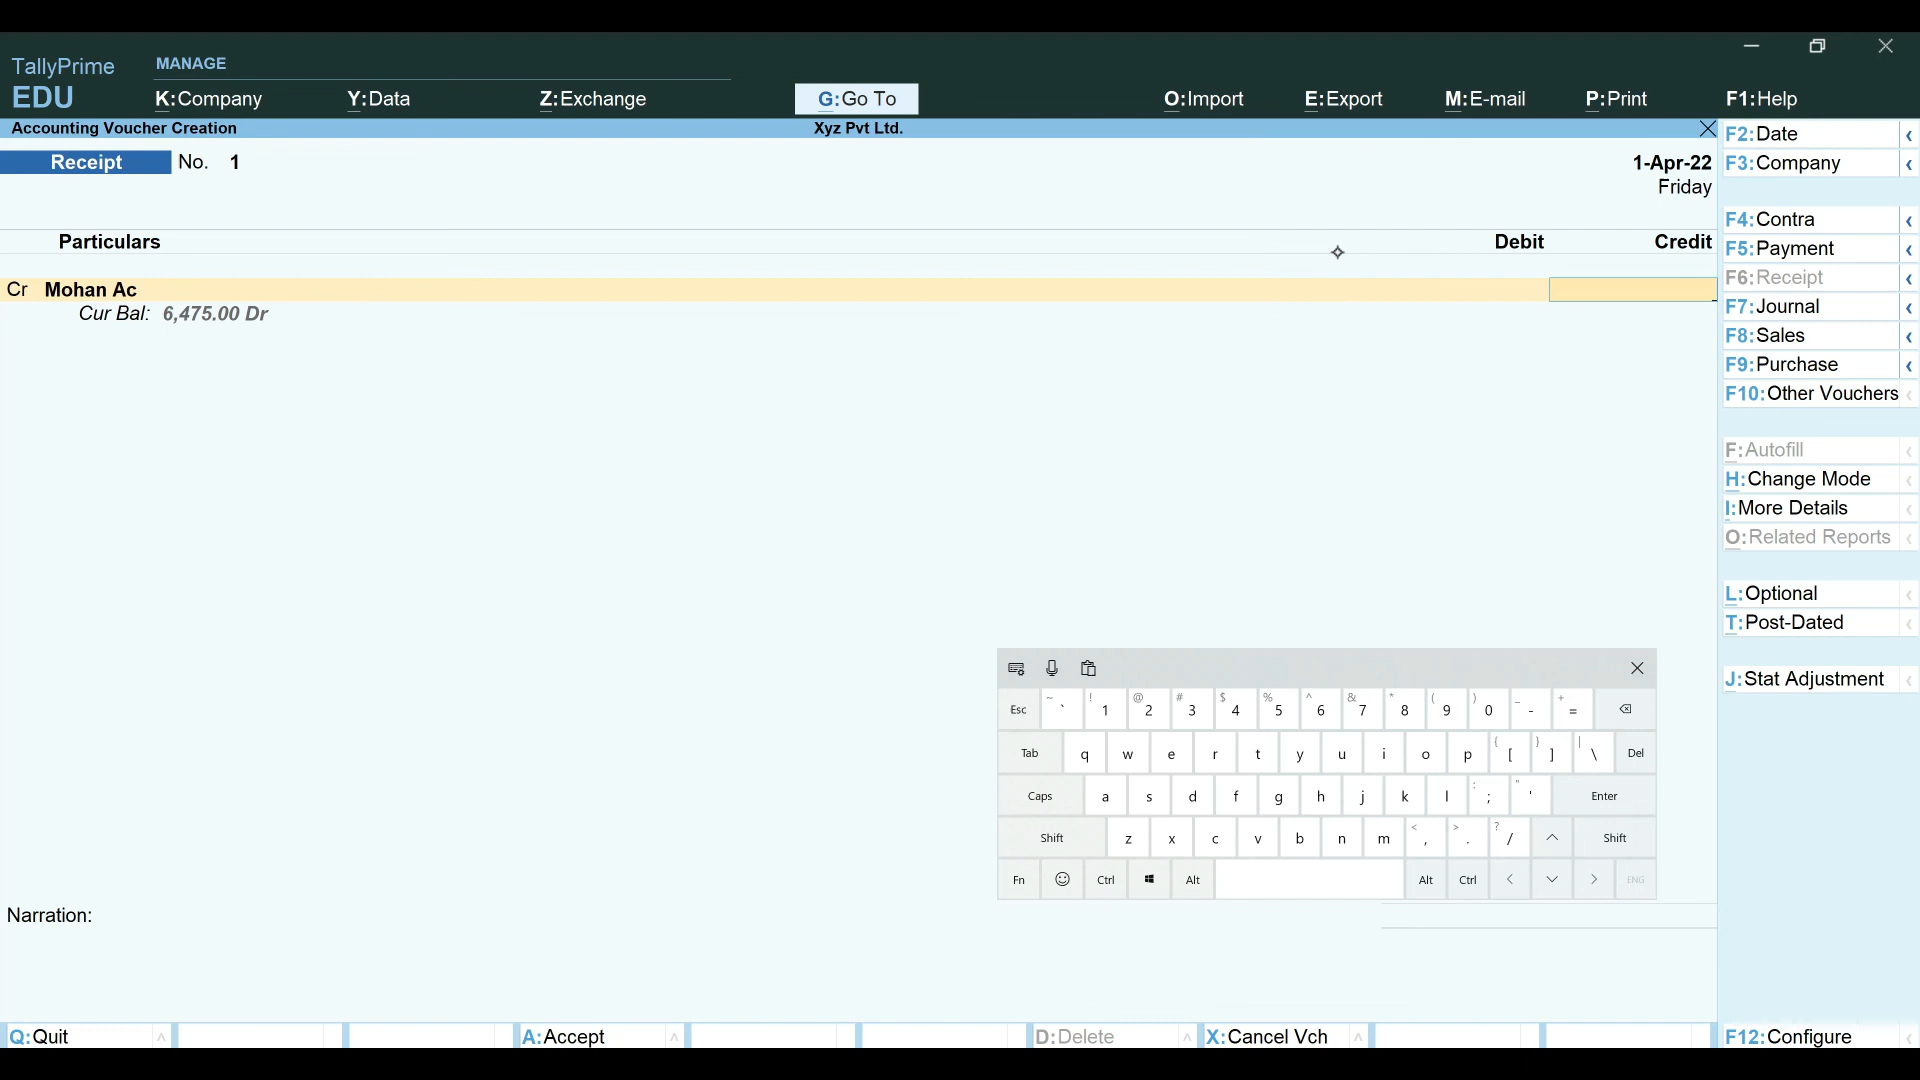 TallyPrime
EDU
MANAGE
K:Company Y:Data Z:Exchange G:Go To O:Import E:Export M:E-mail P:Print F1:Help
Accounting Voucher Creation Xyz Pvt Ltd.
Receipt No. 1 1-Apr-22
Friday
Particulars Debit Credit
Cr Mohan Ac
Cur Bal: 6,475.00 Dr
F2:Date
F3:Company
F4:Contra
F5:Payment
F6:Receipt
F7:Journal
F8:Sales
F9:Purchase
F10:Other Vouchers
F:Autofill
H:Change Mode
I:More Details
O:Related Reports
L:Optional
T:Post-Dated
J:Stat Adjustment
Esc ~ ` ! 1 @ 2 # 3 $ 4 % 5 ^ 6 & 7 * 8 ( 9 ) 0 _ - + =
Tab q w e r t y u i o p { [ } ] | \ Del
Caps a s d f g h j k l : ; " ' Enter
Shift z x c v b n m < , > . ? / Shift
Fn Ctrl Alt Alt Ctrl ENG
Narration:
Q:Quit A:Accept D:Delete X:Cancel Vch F12:Configure